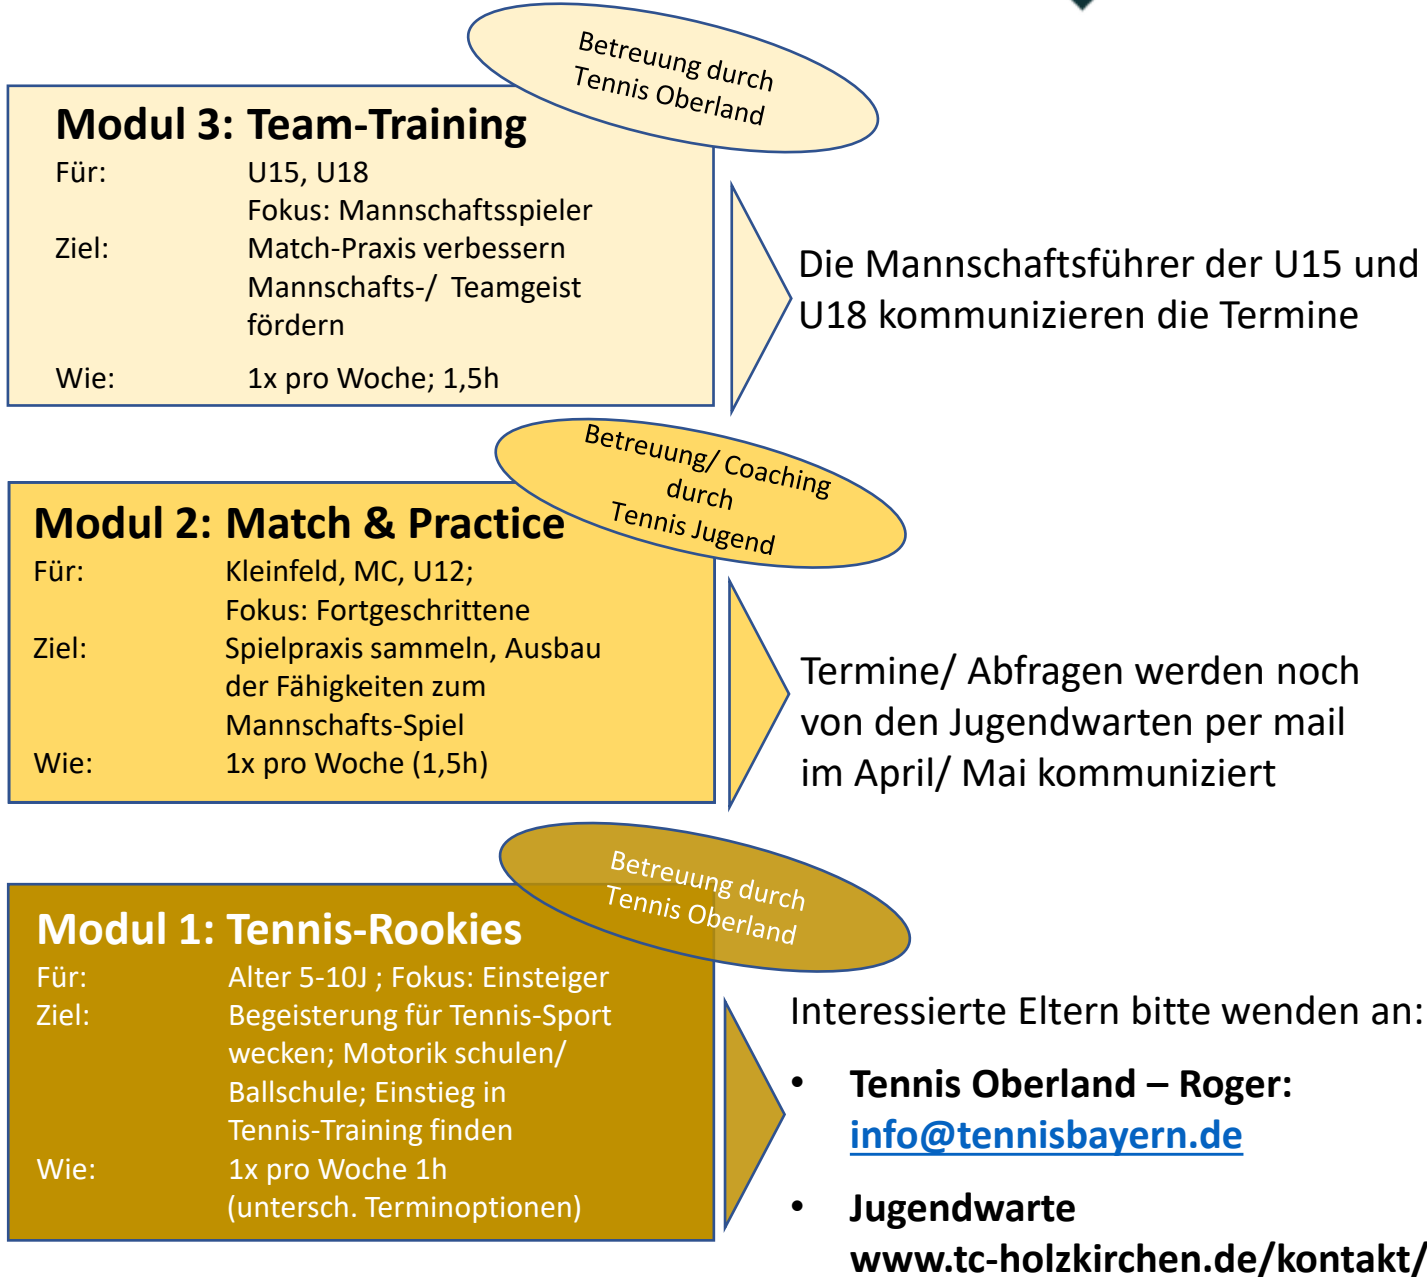 Betreuung durch
Tennis Oberland
Modul 3: Team-Training
Für: U15, U18
Fokus: Mannschaftsspieler
Ziel: Match-Praxis verbessern
Mannschafts-/ Teamgeist
fördern
Wie: 1x pro Woche; 1,5h
Die Mannschaftsführer der U15 und
U18 kommunizieren die Termine
Betreuung/ Coaching
durch
Tennis Jugend
Modul 2: Match & Practice
Für: Kleinfeld, MC, U12;
Fokus: Fortgeschrittene
Ziel: Spielpraxis sammeln, Ausbau
der Fähigkeiten zum
Mannschafts-Spiel
Wie: 1x pro Woche (1,5h)
Termine/ Abfragen werden noch
von den Jugendwarten per mail
im April/ Mai kommuniziert
Betreuung durch
Tennis Oberland
Modul 1: Tennis-Rookies
Für: Alter 5-10J ; Fokus: Einsteiger
Ziel: Begeisterung für Tennis-Sport
wecken; Motorik schulen/
Ballschule; Einstieg in
Tennis-Training finden
Wie: 1x pro Woche 1h
(untersch. Terminoptionen)
Interessierte Eltern bitte wenden an:
• Tennis Oberland – Roger:
info@tennisbayern.de
• Jugendwarte
www.tc-holzkirchen.de/kontakt/